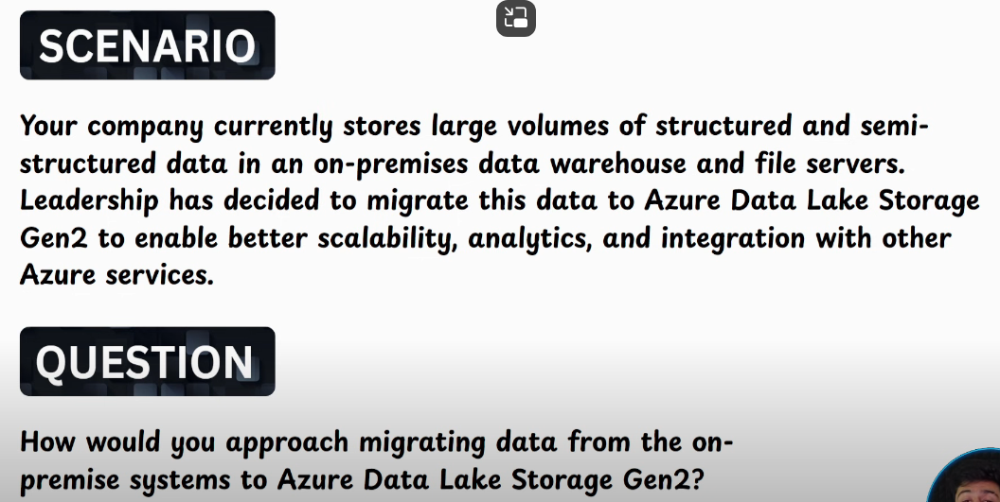 SCENARIO
Your company currently stores large volumes of structured and semi-
structured data in an on-premises data warehouse and file servers.
Leadership has decided to migrate this data to Azure Data Lake Storage
Gen2 to enable better scalability, analytics, and integration with other
Azure services.
QUESTION
How would you approach migrating data from the on-
premise systems to Azure Data Lake Storage Gen2?